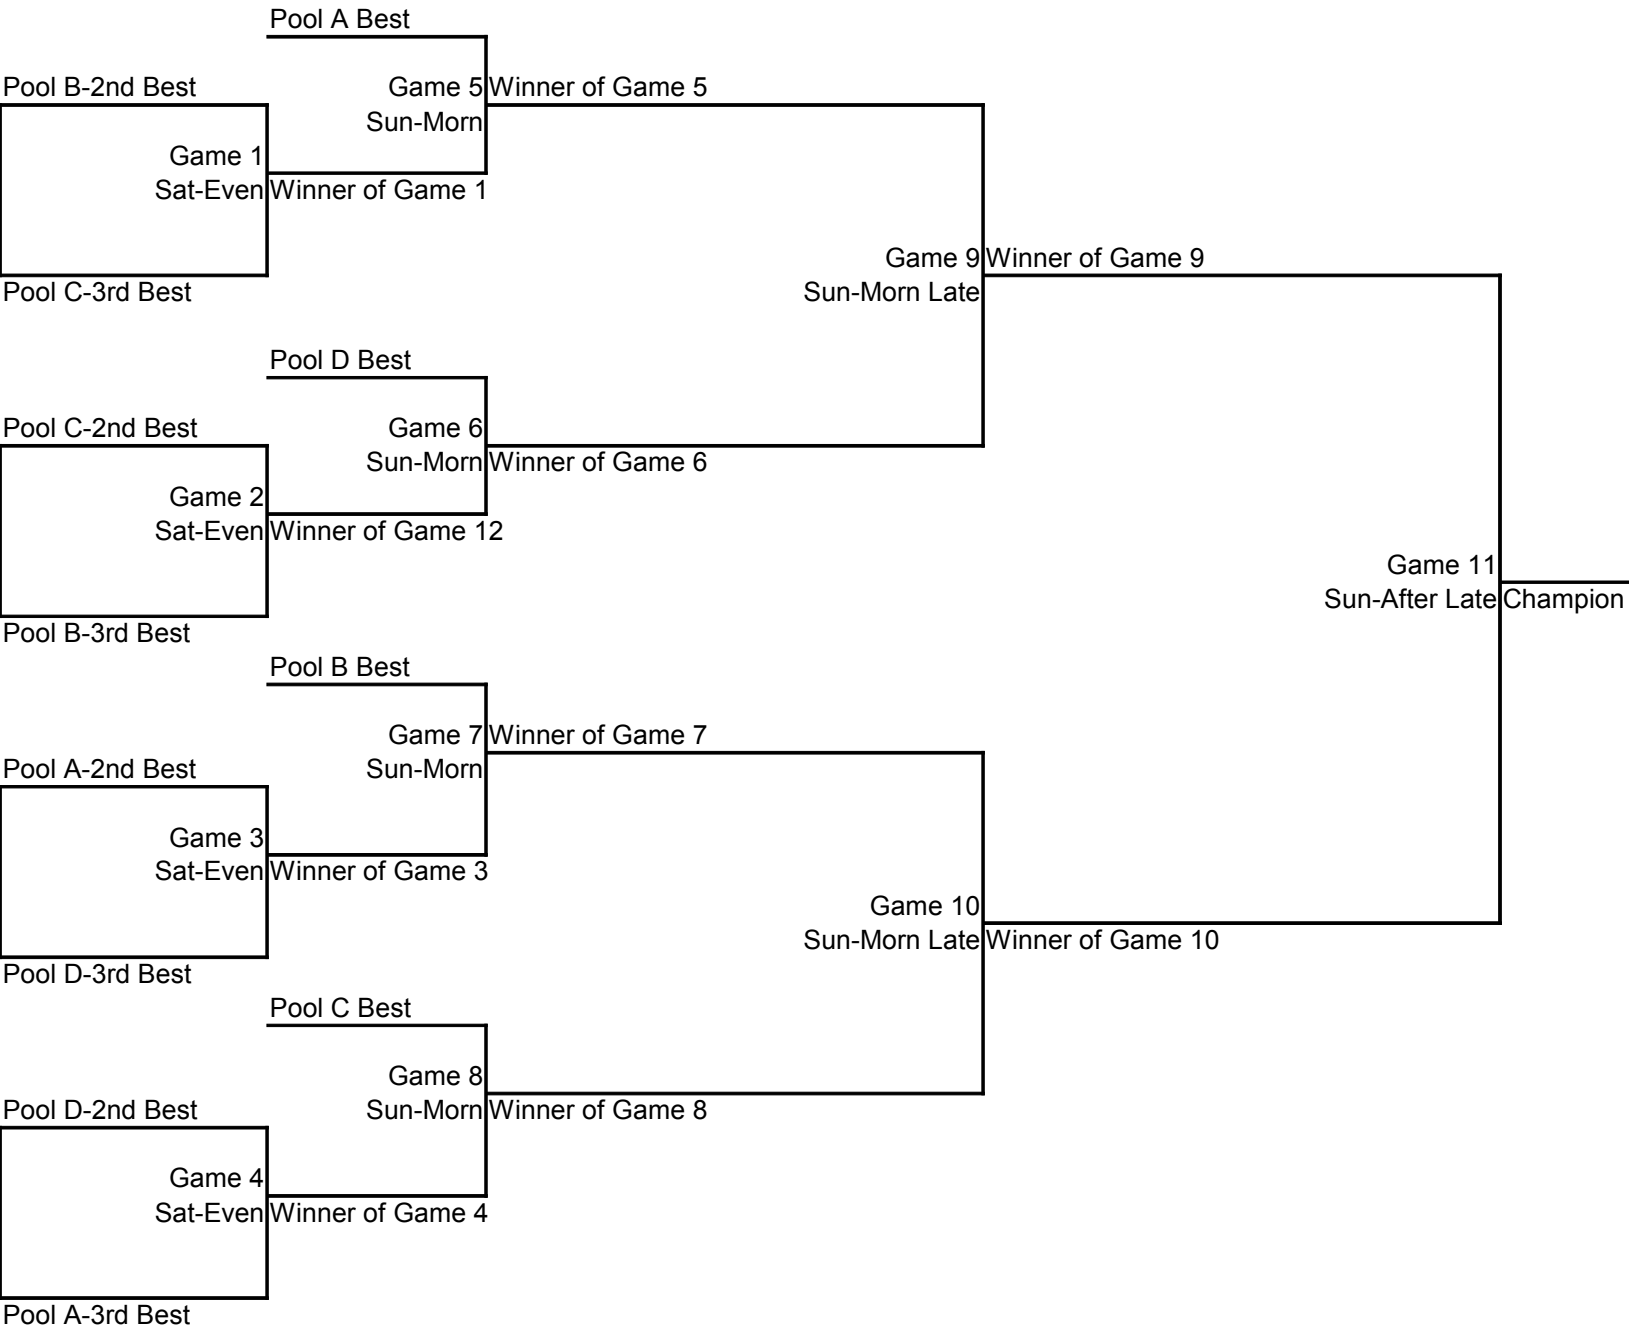 Pool A Best
Pool B-2nd Best
Game 5 Winner of Game 5
Sun-Morn
Game 1
Sat-Even Winner of Game 1
Game 9 Winner of Game 9
Pool C-3rd Best
Sun-Morn Late
Pool D Best
Pool C-2nd Best
Game 6
Sun-Morn Winner of Game 6
Game 2
Sat-Even Winner of Game 12
Game 11
Sun-After Late Champion
Pool B-3rd Best
Pool B Best
Game 7 Winner of Game 7
Pool A-2nd Best
Sun-Morn
Game 3
Sat-Even Winner of Game 3
Game 10
Sun-Morn Late Winner of Game 10
Pool D-3rd Best
Pool C Best
Game 8
Pool D-2nd Best
Sun-Morn Winner of Game 8
Game 4
Sat-Even Winner of Game 4
Pool A-3rd Best